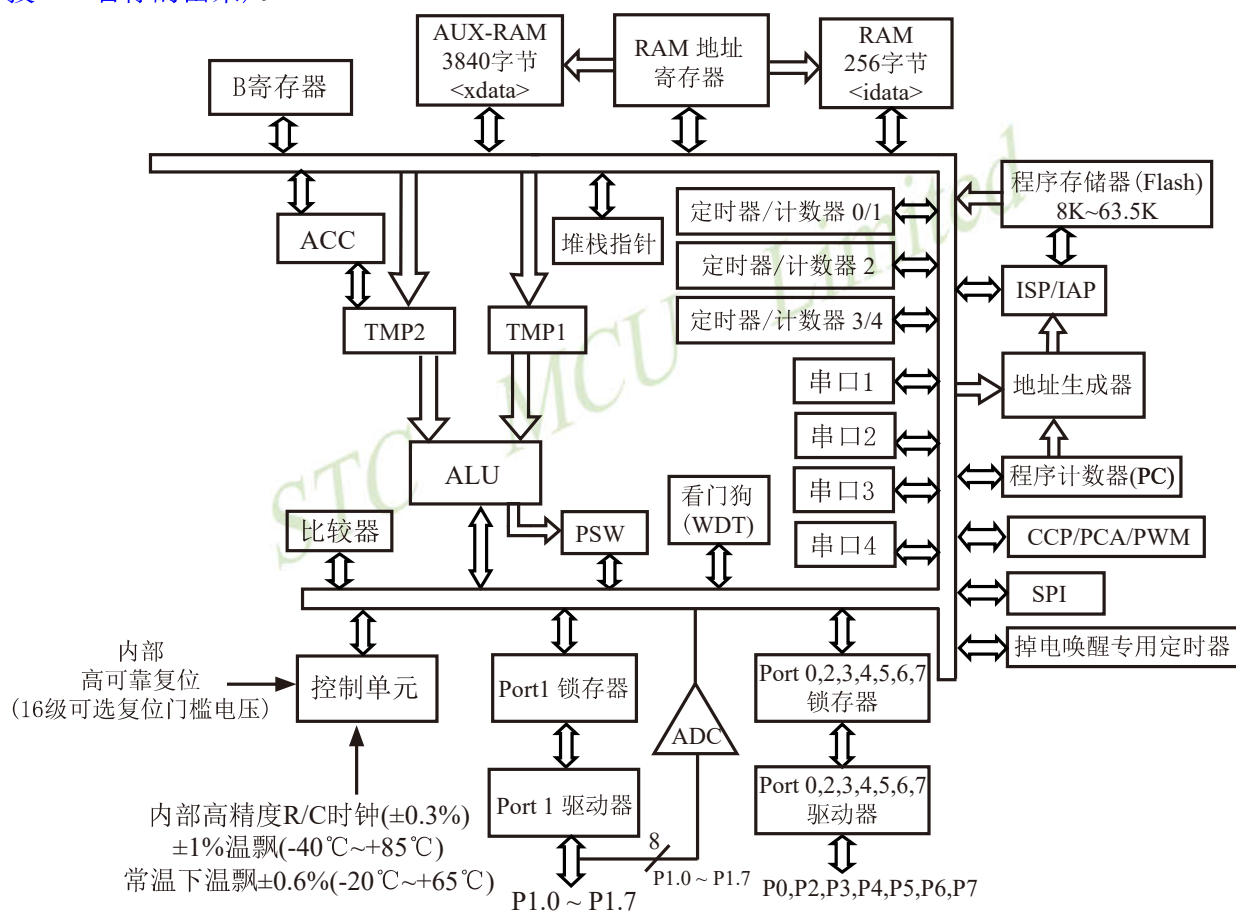 AUX-RAM
3840字节
<xdata>
RAM 地址
寄存器
RAM
256字节
<idata>
B寄存器
程序存储器(Flash)
8K~63.5K
定时器/计数器 0/1
ACC
堆栈指针
定时器/计数器 2
ISP/IAP
TMP2
TMP1
定时器/计数器 3/4
串口1
地址生成器
串口2
ALU
程序计数器(PC)
看门狗
(WDT)
串口3
比较器
PSW
串口4
CCP/PCA/PWM
SPI
掉电唤醒专用定时器
内部
高可靠复位
(16级可选复位门槛电压)
控制单元
Port1 锁存器
ADC
Port 0,2,3,4,5,6,7
锁存器
Port 1 驱动器
Port 0,2,3,4,5,6,7
驱动器
内部高精度R/C时钟(±0.3%)
±1%温飘(-40℃~+85℃)
常温下温飘±0.6%(-20℃~+65℃)
8
P1.0 ~ P1.7
P1.0 ~ P1.7
P0,P2,P3,P4,P5,P6,P7
STC MCU Limited